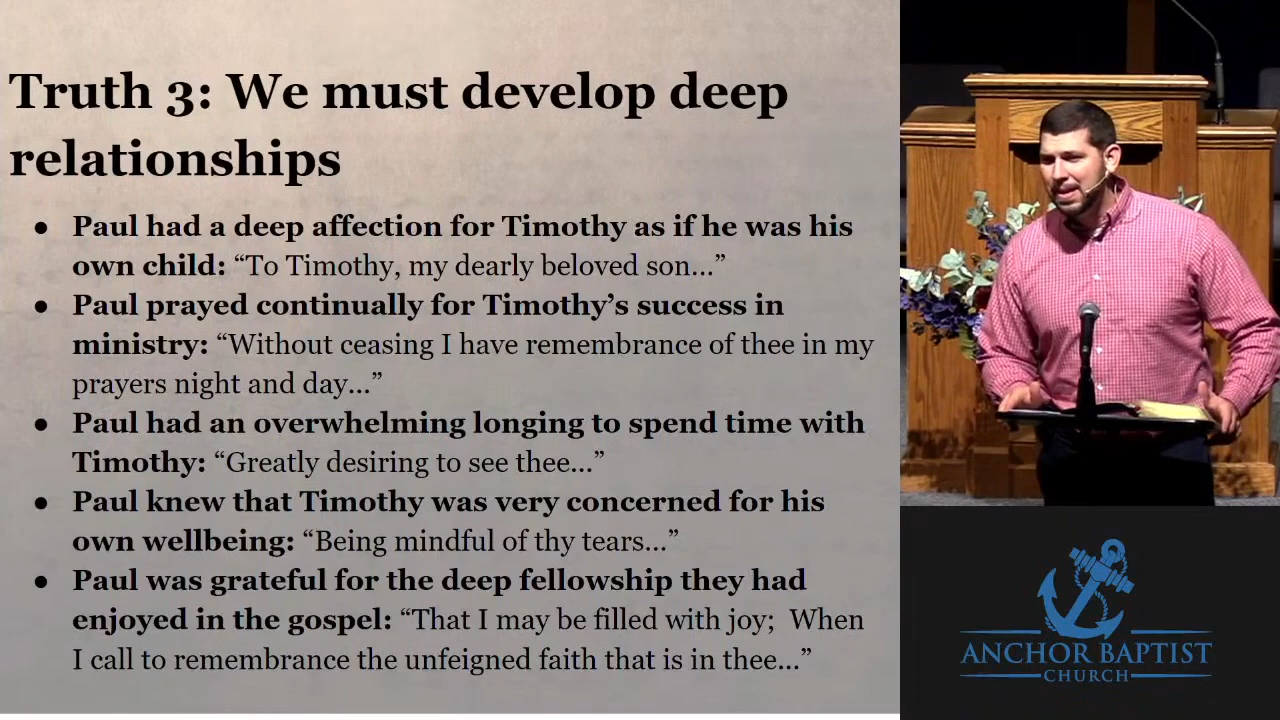 Truth 3: We must develop deep
relationships
● Paul had a deep affection for Timothy as if he was his
own child: “To Timothy, my dearly beloved son...”
● Paul prayed continually for Timothy’s success in
ministry: “Without ceasing I have remembrance of thee in my
prayers night and day...”
● Paul had an overwhelming longing to spend time with
Timothy: “Greatly desiring to see thee...”
● Paul knew that Timothy was very concerned for his
own wellbeing: “Being mindful of thy tears...”
● Paul was grateful for the deep fellowship they had
enjoyed in the gospel: “That I may be filled with joy;  When
I call to remembrance the unfeigned faith that is in thee...”
ANCHOR BAPTIST
CHURCH